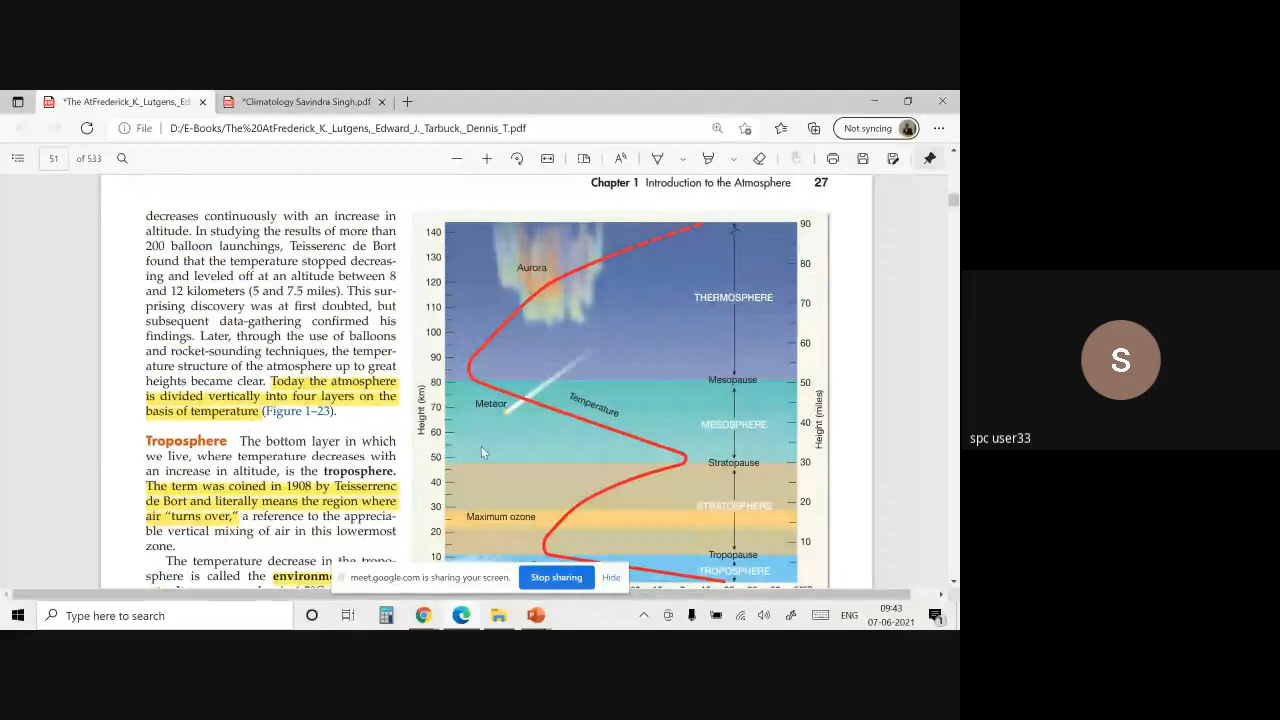 *The AtFrederick_K._Lutgens,_Ed
*Climatology Savindra Singh.pdf
File
D:/E-Books/The%20AtFrederick_K._Lutgens,_Edward_J._Tarbuck,_Dennis_T.pdf
Not syncing
51 of 533
Chapter 1 Introduction to the Atmosphere 27
decreases continuously with an increase in
altitude. In studying the results of more than
200 balloon launchings, Teisserenc de Bort
found that the temperature stopped decreas-
ing and leveled off at an altitude between 8
and 12 kilometers (5 and 7.5 miles). This sur-
prising discovery was at first doubted, but
subsequent data-gathering confirmed his
findings. Later, through the use of balloons
and rocket-sounding techniques, the temper-
ature structure of the atmosphere up to great
heights became clear. Today the atmosphere
is divided vertically into four layers on the
basis of temperature (Figure 1–23).
Troposphere The bottom layer in which
we live, where temperature decreases with
an increase in altitude, is the troposphere.
The term was coined in 1908 by Teisserrenc
de Bort and literally means the region where
air “turns over,” a reference to the apprecia-
ble vertical mixing of air in this lowermost
zone.
The temperature decrease in the tropo-
sphere is called the environm
140
130
120
110
100
90
80
70
60
50
40
30
20
10
Height (km)
Aurora
Meteor
Temperature
Maximum ozone
THERMOSPHERE
Mesopause
MESOSPHERE
Stratopause
STRATOSPHERE
Tropopause
TROPOSPHERE
90
80
70
60
50
40
30
20
10
Height (miles)
meet.google.com is sharing your screen.
Stop sharing
Hide
Type here to search
ENG
09:43
07-06-2021
1
S
spc user33